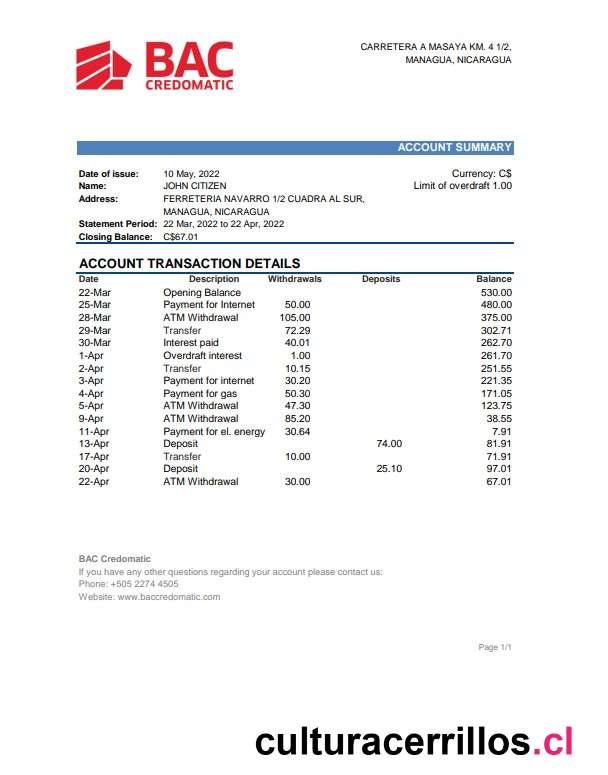 BAC
CREDOMATIC
CARRETERA A MASAYA KM. 4 1/2,
MANAGUA, NICARAGUA
ACCOUNT SUMMARY
Date of issue: 10 May, 2022 Currency: C$
Name: JOHN CITIZEN Limit of overdraft 1.00
Address: FERRETERIA NAVARRO 1/2 CUADRA AL SUR,
MANAGUA, NICARAGUA
Statement Period: 22 Mar, 2022 to 22 Apr, 2022
Closing Balance: C$67.01
ACCOUNT TRANSACTION DETAILS
Date Description Withdrawals Deposits Balance
22-Mar Opening Balance 530.00
25-Mar Payment for Internet 50.00 480.00
28-Mar ATM Withdrawal 105.00 375.00
29-Mar Transfer 72.29 302.71
30-Mar Interest paid 40.01 262.70
1-Apr Overdraft interest 1.00 261.70
2-Apr Transfer 10.15 251.55
3-Apr Payment for internet 30.20 221.35
4-Apr Payment for gas 50.30 171.05
5-Apr ATM Withdrawal 47.30 123.75
9-Apr ATM Withdrawal 85.20 38.55
11-Apr Payment for el. energy 30.64 7.91
13-Apr Deposit 74.00 81.91
17-Apr Transfer 10.00 71.91
20-Apr Deposit 25.10 97.01
22-Apr ATM Withdrawal 30.00 67.01
BAC Credomatic
If you have any other questions regarding your account please contact us:
Phone: +505 2274 4505
Website: www.baccredomatic.com
Page 1/1
culturacerrillos.cl